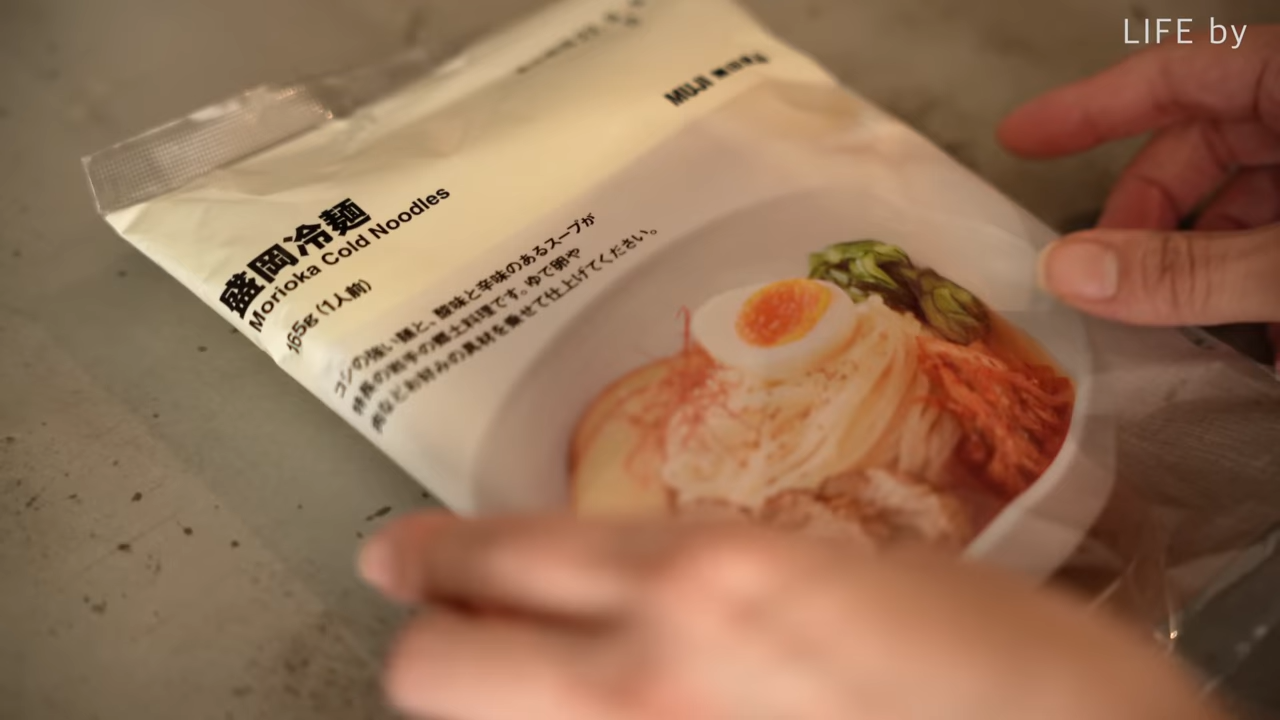 LIFE by
MUJI 無印良品
盛岡冷麺
Morioka Cold Noodles
165g (1人前)
コシの強い麺と、酸味と辛味のあるスープが
特長の岩手の郷土料理です。ゆで卵や
肉などお好みの具材を乗せて仕上げてください。